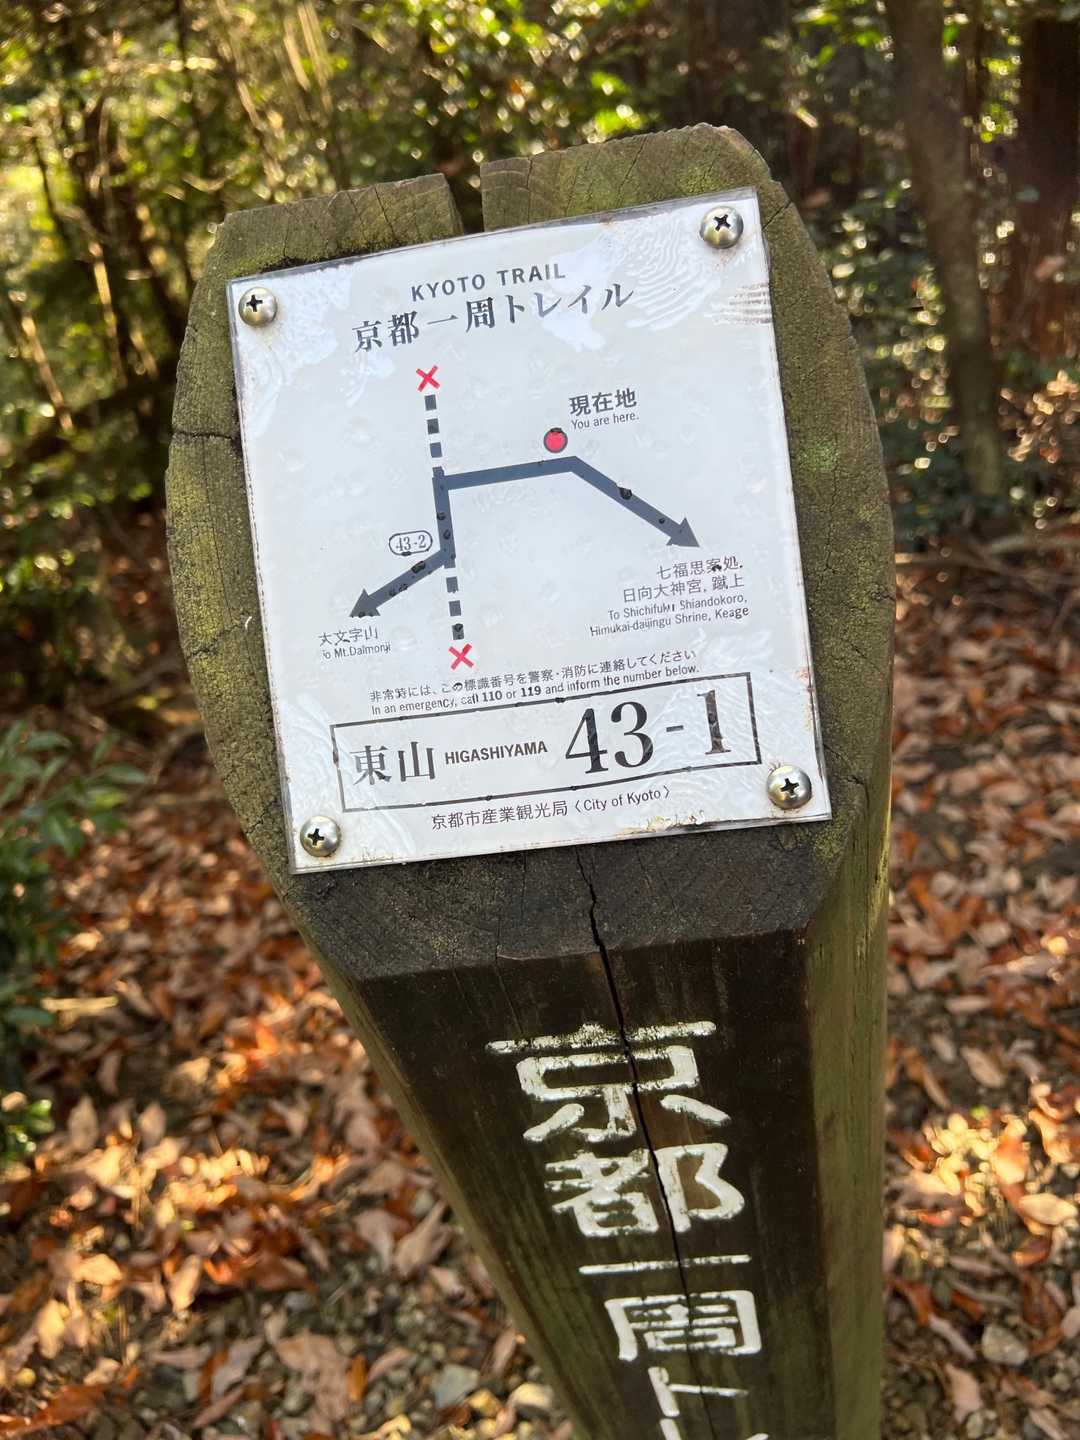 KYOTO TRAIL
京都一周トレイル
現在地
You are here.
43-2
七福思案処,
日向大神宮, 蹴上
To Shichifuku Shiandokoro,
Himukai-daijingu Shrine, Keage
大文字山
To Mt.Daimonji
非常時には、この標識番号を警察・消防に連絡してください
In an emergency, call 110 or 119 and inform the number below.
東山 HIGASHIYAMA 43-1
京都市産業観光局〈City of Kyoto〉
京都一周トレ